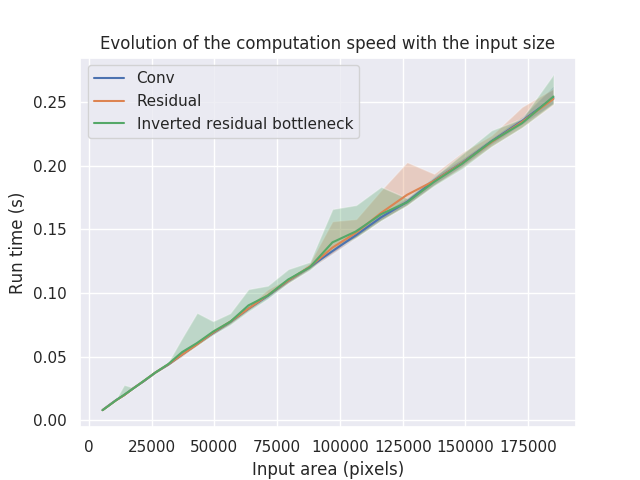 Evolution of the computation speed with the input size
Conv
Residual
Inverted residual bottleneck
Run time (s)
0.25
0.20
0.15
0.10
0.05
0.00
0 25000 50000 75000 100000 125000 150000 175000
Input area (pixels)